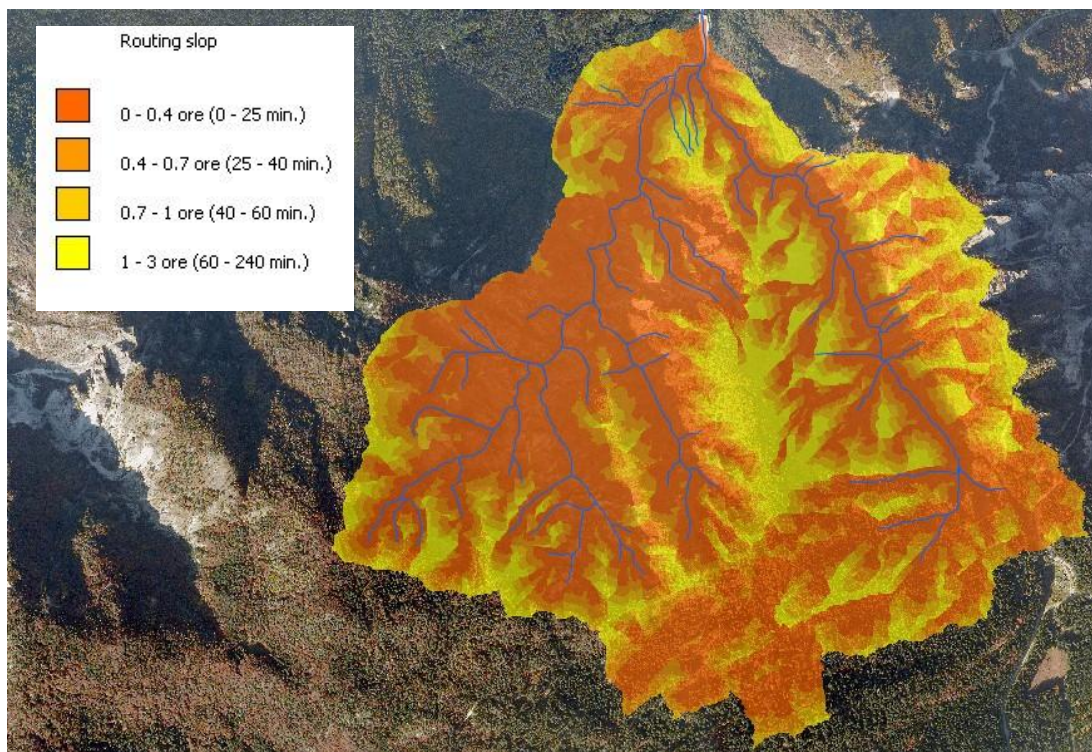 Routing slop
0 - 0.4 ore (0 - 25 min.)
0.4 - 0.7 ore (25 - 40 min.)
0.7 - 1 ore (40 - 60 min.)
1 - 3 ore (60 - 240 min.)